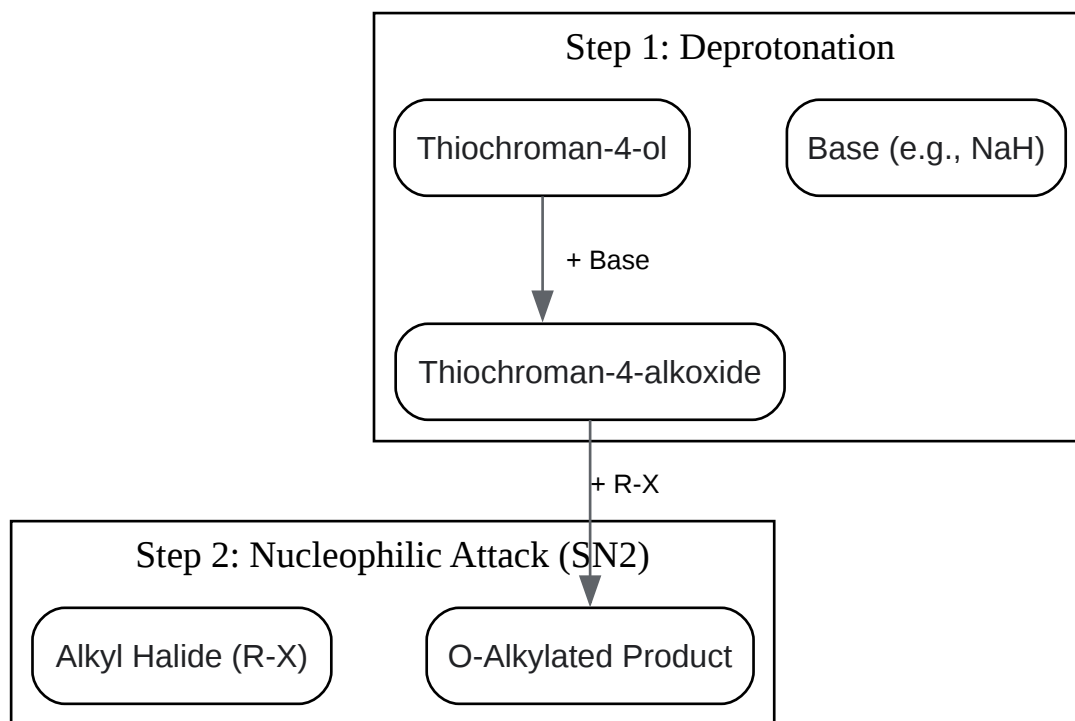 Step 1: Deprotonation
Thiochroman-4-ol
Base (e.g., NaH)
+ Base
Thiochroman-4-alkoxide
+ R-X
Step 2: Nucleophilic Attack (SN2)
Alkyl Halide (R-X)
O-Alkylated Product